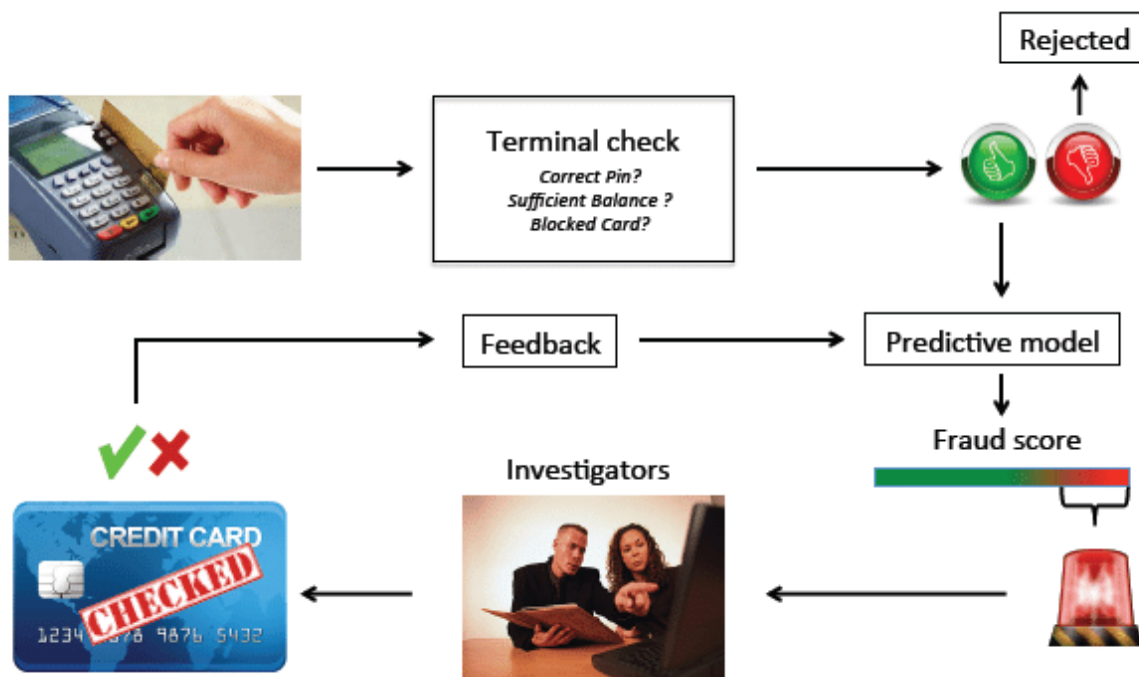 Rejected
Terminal check
Correct Pin?
Sufficient Balance ?
Blocked Card?
Feedback
Predictive model
Fraud score
Investigators
CREDIT CARD
CHECKED
1234 5678 9876 5432